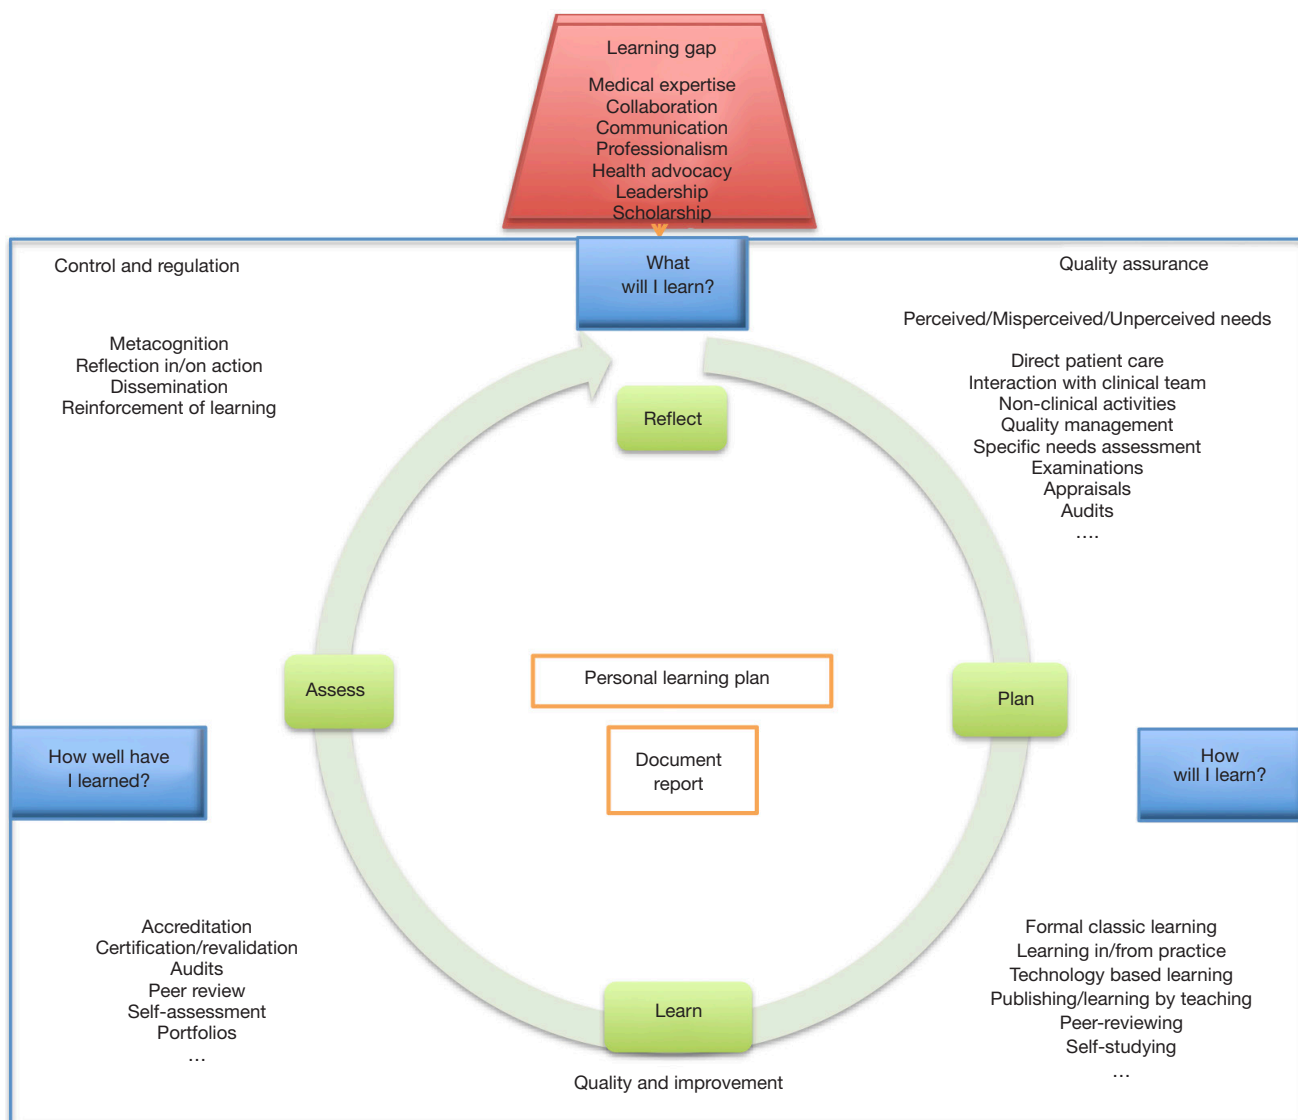 Learning gap
Medical expertise
Collaboration
Communication
Professionalism
Health advocacy
Leadership
Scholarship
Control and regulation
What
will I learn?
Quality assurance
Metacognition
Reflection in/on action
Dissemination
Reinforcement of learning
Perceived/Misperceived/Unperceived needs
Direct patient care
Interaction with clinical team
Non-clinical activities
Quality management
Specific needs assessment
Examinations
Appraisals
Audits
....
Reflect
Assess
Personal learning plan
Plan
How well have
I learned?
Document
report
How
will I learn?
Accreditation
Certification/revalidation
Audits
Peer review
Self-assessment
Portfolios
...
Learn
Formal classic learning
Learning in/from practice
Technology based learning
Publishing/learning by teaching
Peer-reviewing
Self-studying
...
Quality and improvement